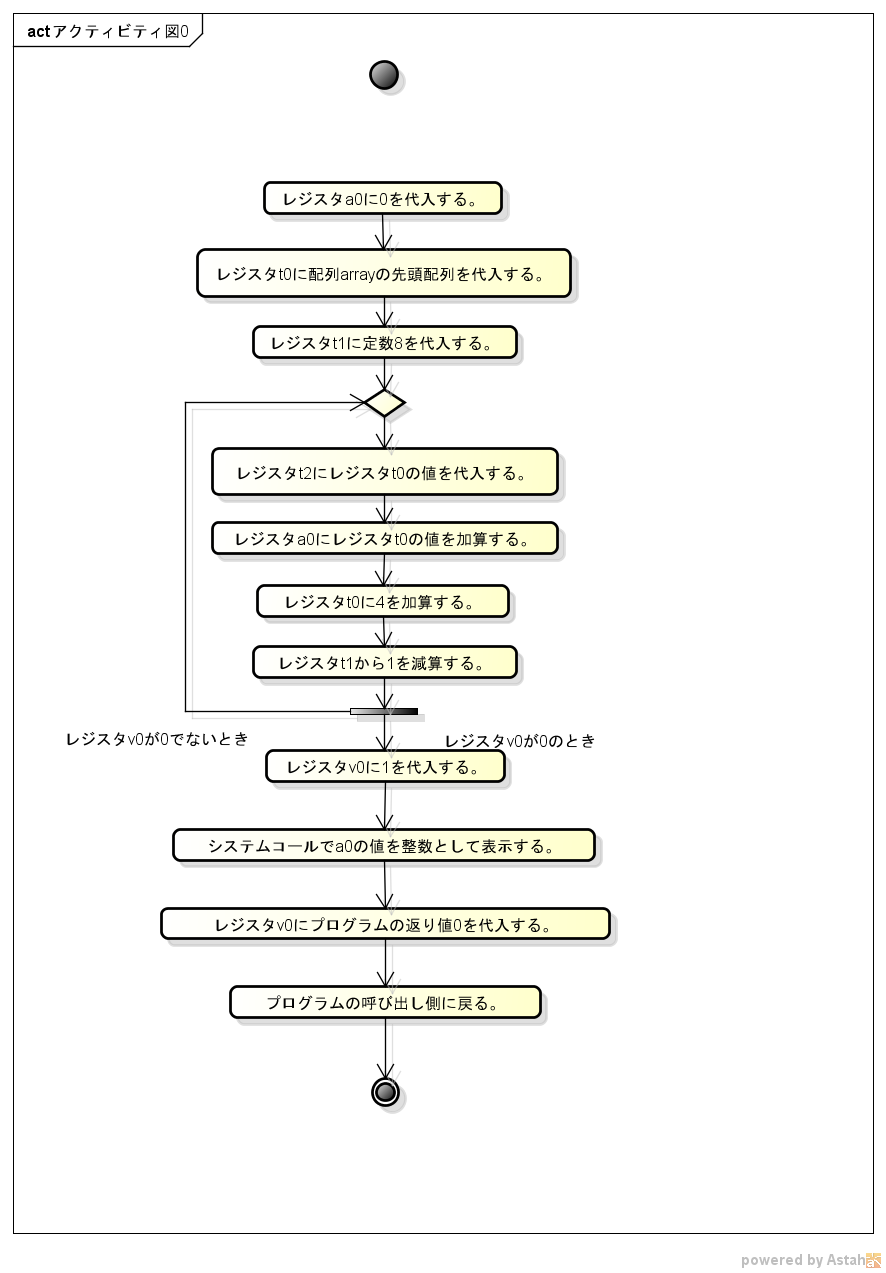 act アクティビティ図0
レジスタa0に0を代入する。
レジスタt0に配列arrayの先頭配列を代入する。
レジスタt1に定数8を代入する。
レジスタt2にレジスタt0の値を代入する。
レジスタa0にレジスタt0の値を加算する。
レジスタt0に4を加算する。
レジスタt1から1を減算する。
レジスタv0が0でないとき
レジスタv0が0のとき
レジスタv0に1を代入する。
システムコールでa0の値を整数として表示する。
レジスタv0にプログラムの返り値0を代入する。
プログラムの呼び出し側に戻る。
powered by Astah